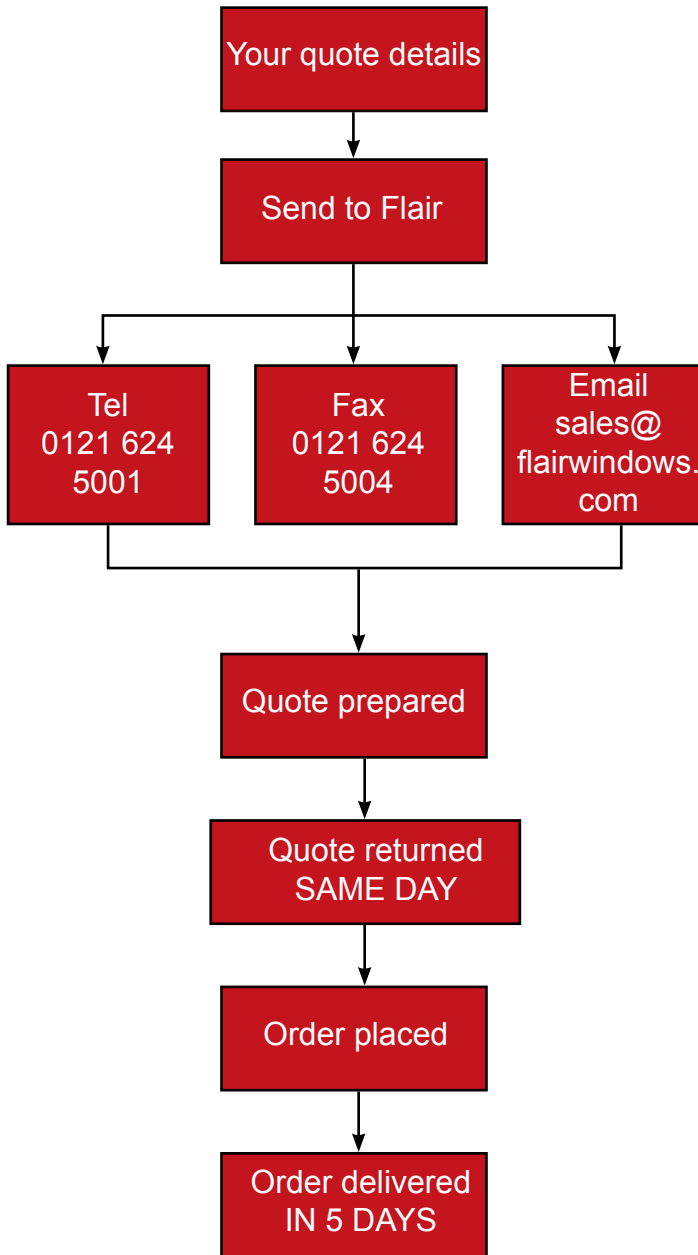 Your quote details
Send to Flair
Tel
0121 624
5001
Fax
0121 624
5004
Email
sales@
flairwindows.
com
Quote prepared
Quote returned
SAME DAY
Order placed
Order delivered
IN 5 DAYS